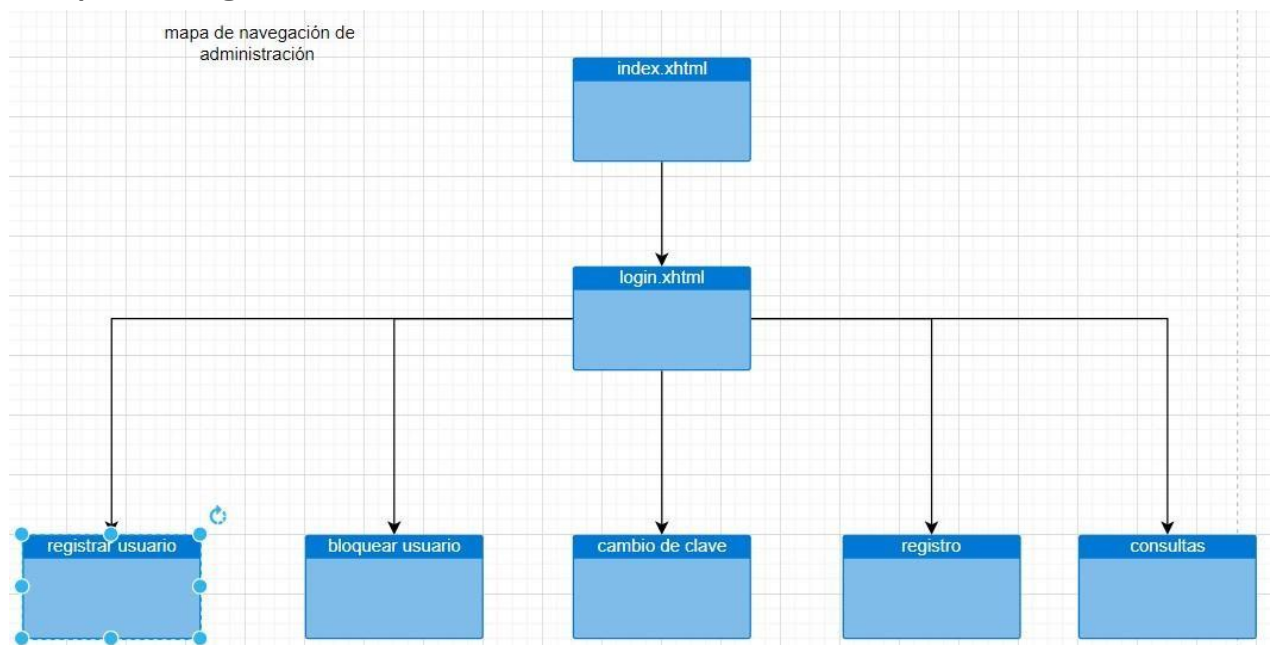 mapa de navegación de
administración
index.xhtml
login.xhtml
registrar usuario
bloquear usuario
cambio de clave
registro
consultas